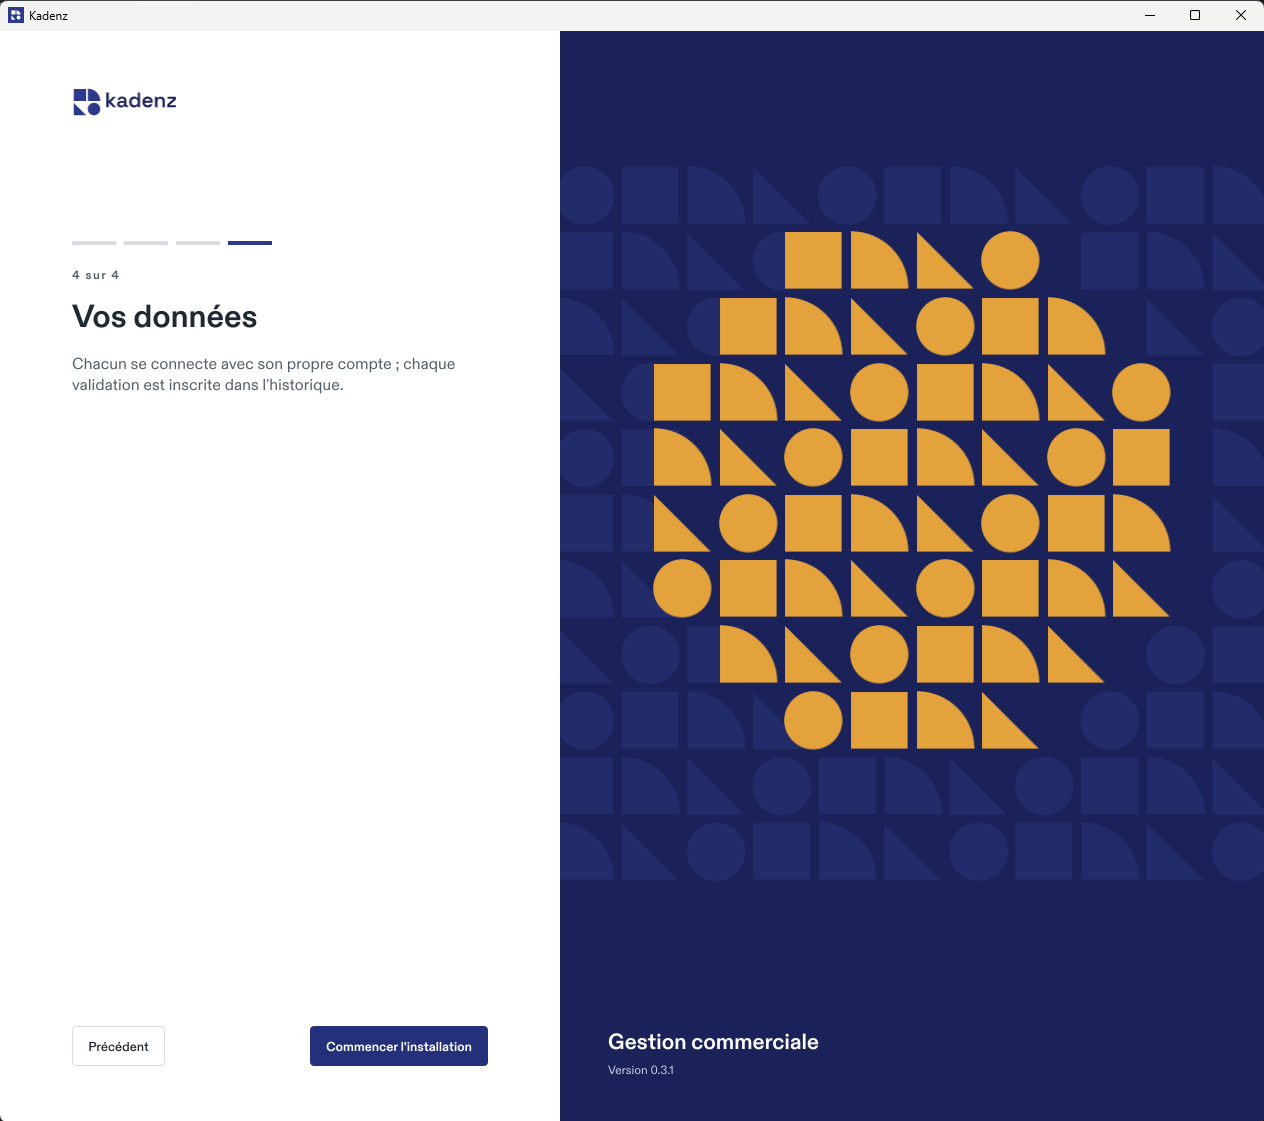 Kadenz
kadenz
4 sur 4
Vos données
Chacun se connecte avec son propre compte ; chaque
validation est inscrite dans l'historique.
Précédent
Commencer l'installation
Gestion commerciale
Version 0.3.1